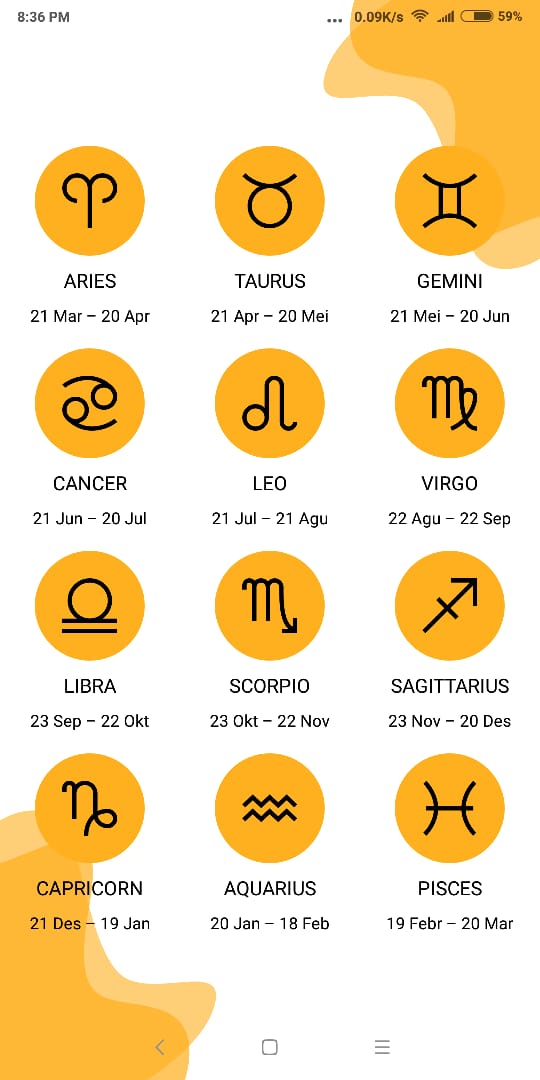 8:36 PM ... 0.09K/s 59%
ARIES TAURUS GEMINI
21 Mar – 20 Apr 21 Apr – 20 Mei 21 Mei – 20 Jun
CANCER LEO VIRGO
21 Jun – 20 Jul 21 Jul – 21 Agu 22 Agu – 22 Sep
LIBRA SCORPIO SAGITTARIUS
23 Sep – 22 Okt 23 Okt – 22 Nov 23 Nov – 20 Des
CAPRICORN AQUARIUS PISCES
21 Des – 19 Jan 20 Jan – 18 Feb 19 Febr – 20 Mar